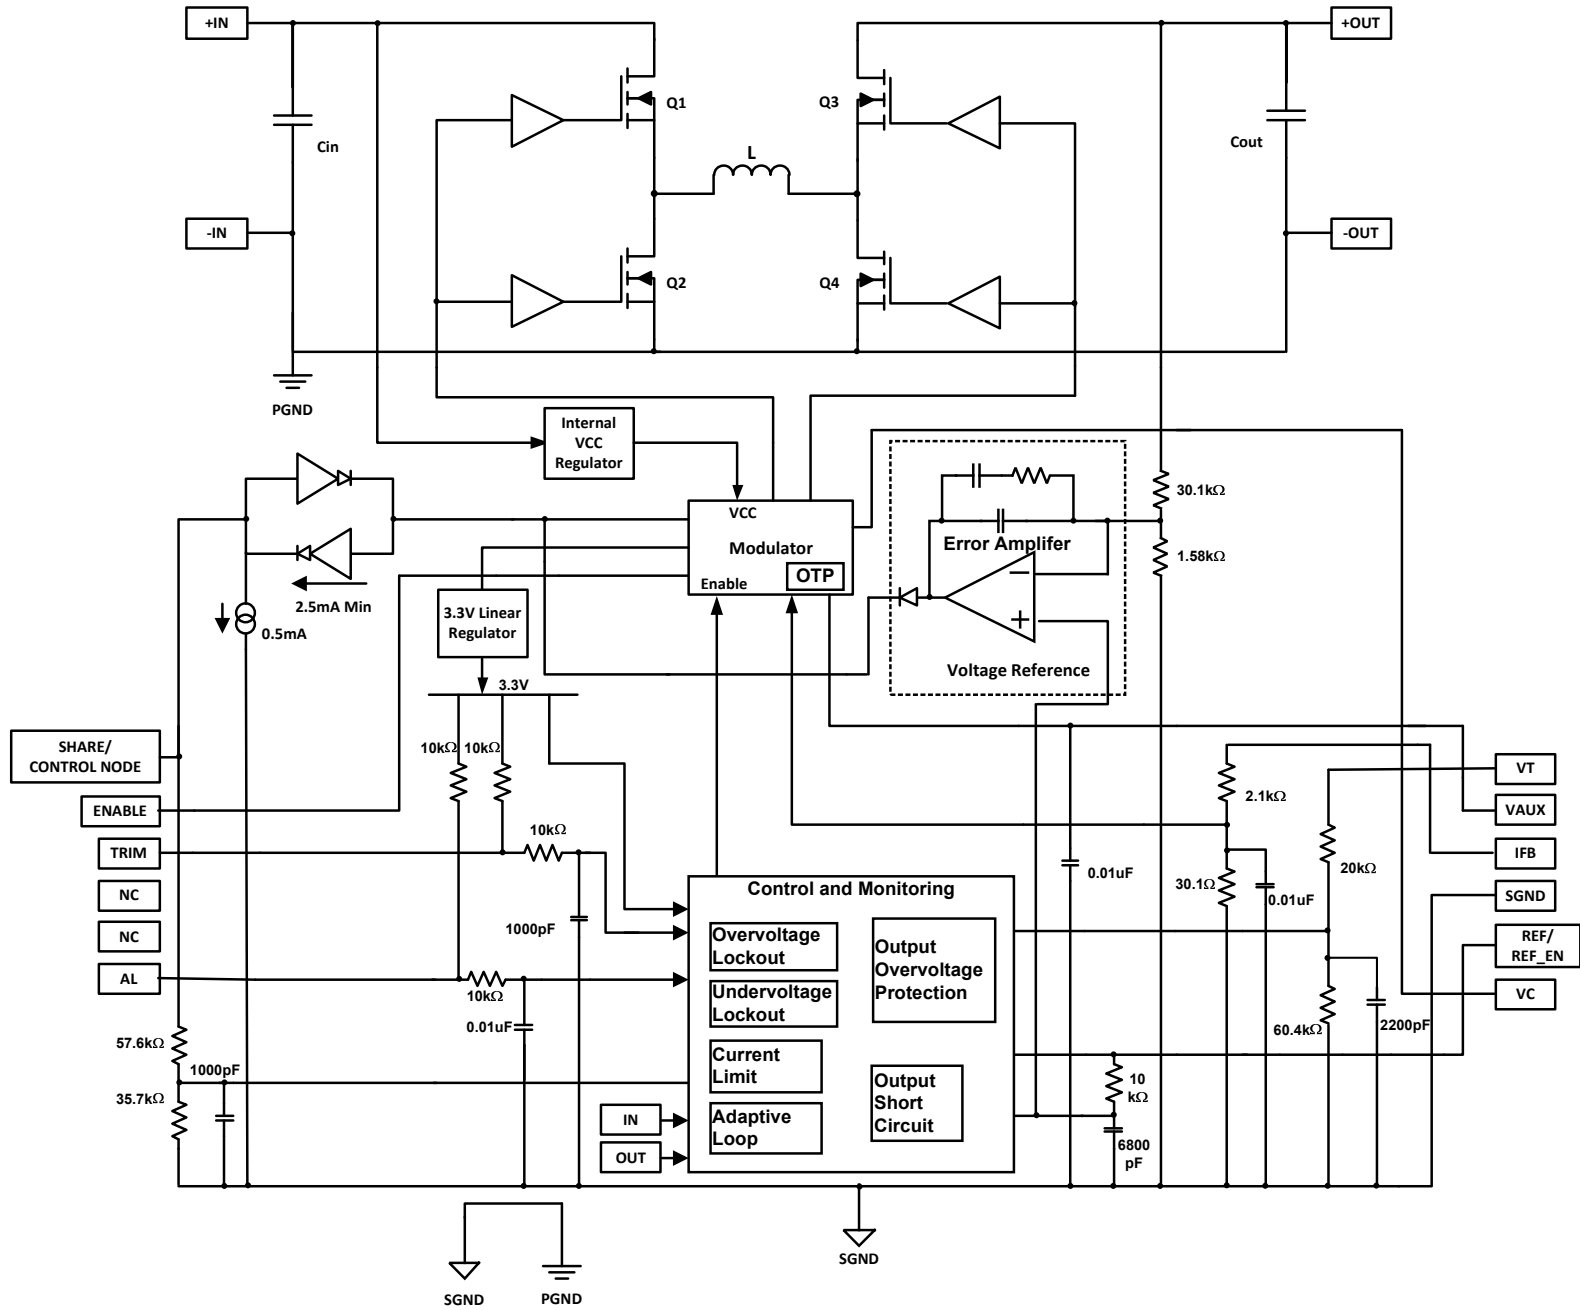 +IN
+OUT
Q1
Q3
L
Cin
Cout
-IN
-OUT
Q2
Q4
PGND
Internal
VCC
Regulator
30.1kΩ
VCC
Modulator
Enable
OTP
Error Amplifer
−
+
Voltage Reference
1.58kΩ
2.5mA Min
0.5mA
3.3V Linear
Regulator
3.3V
SHARE/
CONTROL NODE
10kΩ 10kΩ
VT
2.1kΩ
VAUX
ENABLE
10kΩ
TRIM
IFB
0.01uF
30.1Ω
20kΩ
0.01uF
NC
SGND
Control and Monitoring
1000pF
Overvoltage
Lockout
Output
Overvoltage
Protection
NC
REF/
REF_EN
AL
10kΩ
Undervoltage
Lockout
VC
0.01uF
60.4kΩ
2200pF
57.6kΩ
1000pF
Current
Limit
Output
Short
Circuit
10
kΩ
35.7kΩ
IN
Adaptive
Loop
OUT
6800
pF
SGND
SGND
PGND